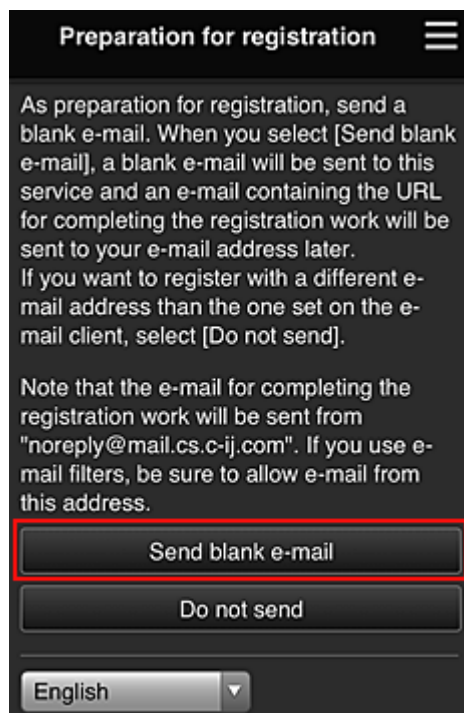 Preparation for registration
As preparation for registration, send a
blank e-mail. When you select [Send blank
e-mail], a blank e-mail will be sent to this
service and an e-mail containing the URL
for completing the registration work will be
sent to your e-mail address later.
If you want to register with a different e-
mail address than the one set on the e-
mail client, select [Do not send].
Note that the e-mail for completing the
registration work will be sent from
"noreply@mail.cs.c-ij.com". If you use e-
mail filters, be sure to allow e-mail from
this address.
Send blank e-mail
Do not send
English